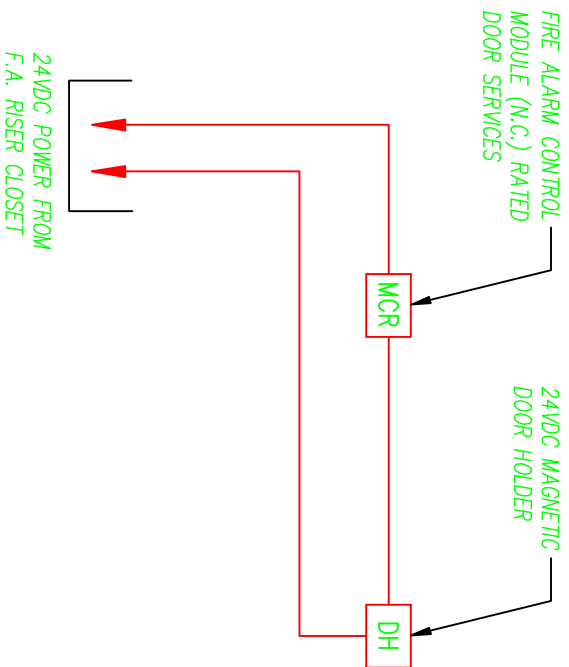 FIRE ALARM CONTROL
MODULE (N.C.) RATED
DOOR SERVICES
24VDC MAGNETIC
DOOR HOLDER
MCR
DH
24VDC POWER FROM
F.A. RISER CLOSET